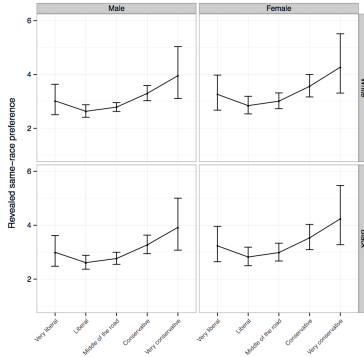 Male
Female
Revealed same-race preference
6
4
2
White
6
4
2
Black
Very liberal
Liberal
Middle of the road
Conservative
Very conservative
Very liberal
Liberal
Middle of the road
Conservative
Very conservative